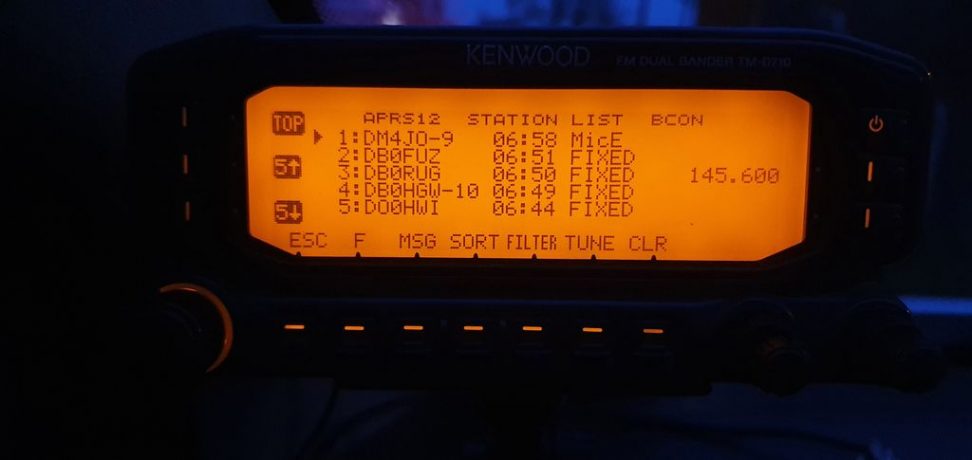 KENWOOD FM DUAL BANDER TM-D710
TOP APRS12 STATION LIST BCON
1:DM4JO-9 06:58 MicE
2:DB0FUZ 06:51 FIXED
5↑ 3:DB0RUG 06:50 FIXED 145.600
4:DB0HGW-10 06:49 FIXED
5↓ 5:DO0HWI 06:44 FIXED
ESC F MSG SORT FILTER TUNE CLR